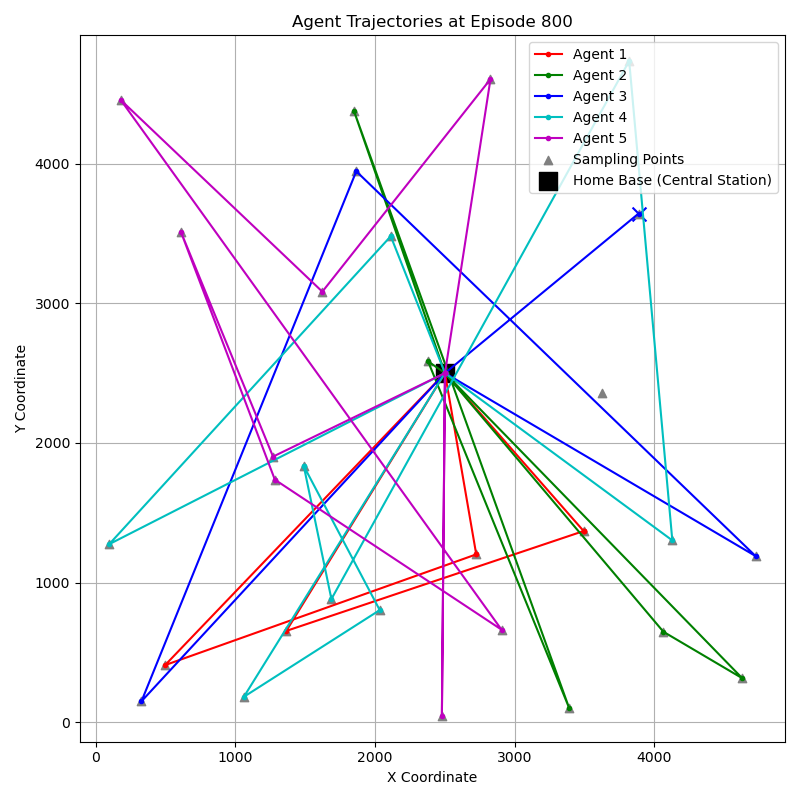 Agent Trajectories at Episode 800
Agent 1
Agent 2
Agent 3
Agent 4
Agent 5
Sampling Points
Home Base (Central Station)
Y Coordinate
4000
3000
2000
1000
0
0 1000 2000 3000 4000
X Coordinate